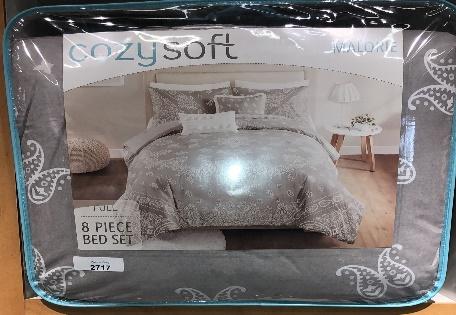 cozysoft
MALORIE
FULL
8 PIECE
BED SET
2717